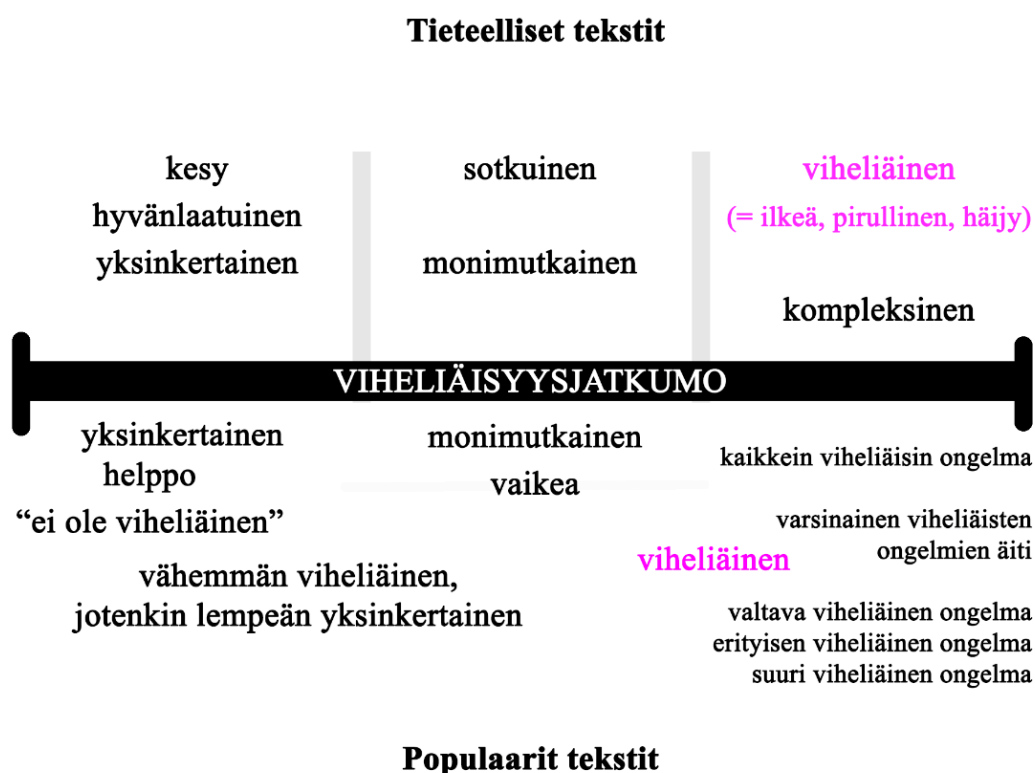 Tieteelliset tekstit
kesy
sotkuinen
viheliäinen
hyvänlaatuinen
(= ilkeä, pirullinen, häijy)
yksinkertainen
monimutkainen
kompleksinen
VIHELIÄISYYSJATKUMO
yksinkertainen
monimutkainen
kaikkein viheliäisin ongelma
helppo
vaikea
“ei ole viheliäinen”
varsinainen viheliäisten
ongelmien äiti
viheliäinen
vähemmän viheliäinen,
jotenkin lempeän yksinkertainen
valtava viheliäinen ongelma
erityisen viheliäinen ongelma
suuri viheliäinen ongelma
Populaarit tekstit